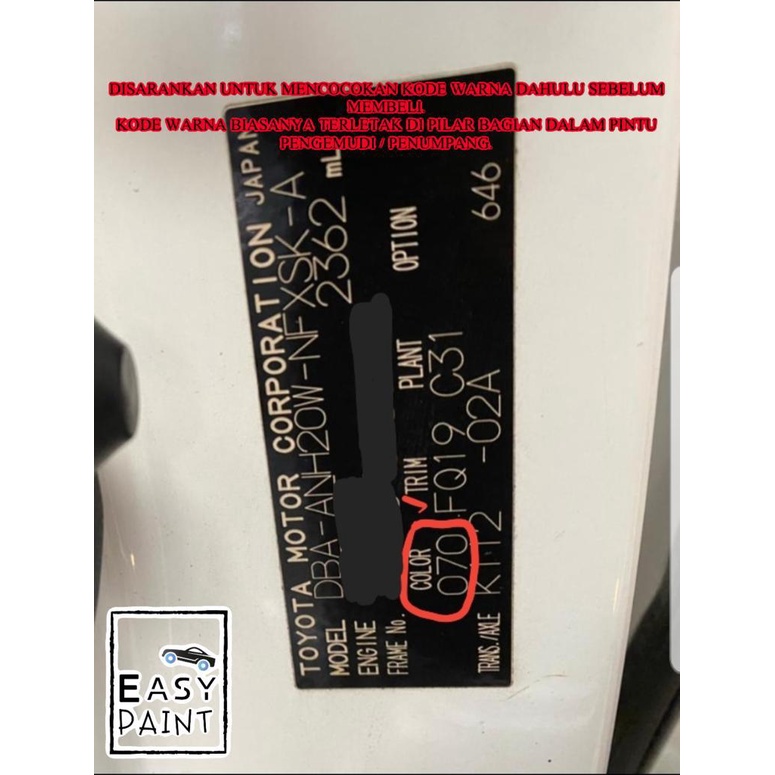 DISARANKAN UNTUK MENCOCOKAN KODE WARNA DAHULU SEBELUM
MEMBELI.
KODE WARNA BIASANYA TERLETAK DI PILAR BAGIAN DALAM PINTU
PENGEMUDI / PENUMPANG.
TOYOTA MOTOR CORPORATION JAPAN
MODEL DBA-ANH20W-NFXSK-A
ENGINE 2362 mL
FRAME No.
COLOR TRIM PLANT OPTION
070 FQ19 C31
TRANS./AXLE K112 -02A 646
EASY
PAINT